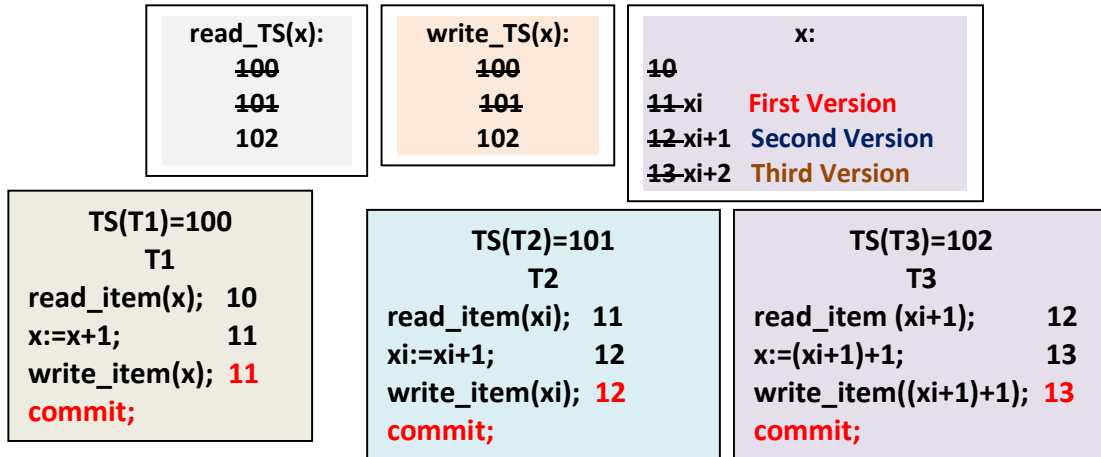 read_TS(x):
100
101
102
write_TS(x):
100
101
102
x:
10
11 xi First Version
12 xi+1 Second Version
13 xi+2 Third Version
TS(T1)=100
T1
read_item(x); 10
x:=x+1; 11
write_item(x); 11
commit;
TS(T2)=101
T2
read_item(xi); 11
xi:=xi+1; 12
write_item(xi); 12
commit;
TS(T3)=102
T3
read_item (xi+1); 12
x:=(xi+1)+1; 13
write_item((xi+1)+1); 13
commit;